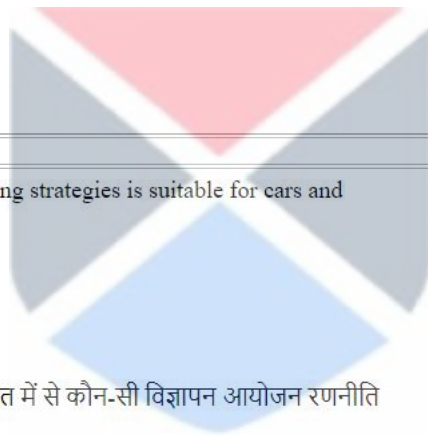 ng strategies is suitable for cars and
त में से कौन-सी विज्ञापन आयोजन रणनीति